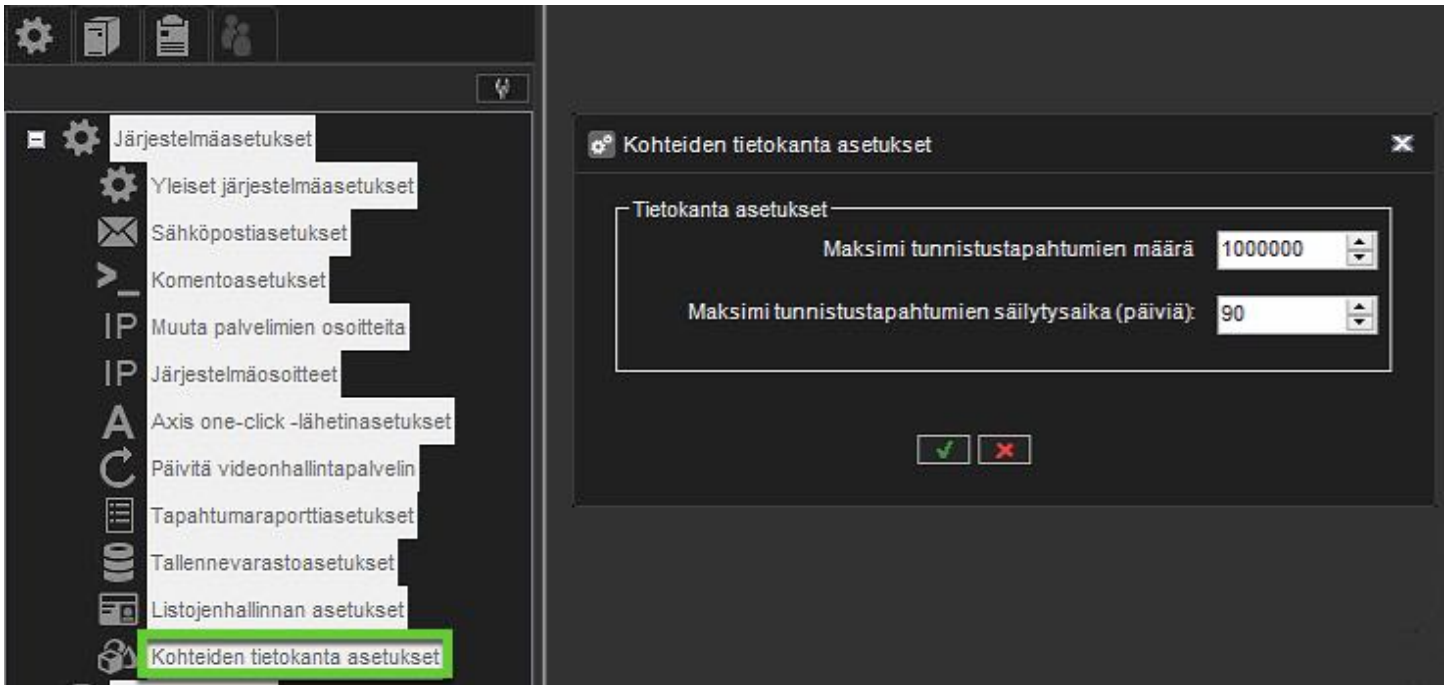 Järjestelmäasetukset
Yleiset järjestelmäasetukset
Sähköpostiasetukset
Komentoasetukset
IP Muuta palvelimien osoitteita
IP Järjestelmäosoitteet
A Axis one-click -lähetinasetukset
Päivitä videonhallintapalvelin
Tapahtumaraporttiasetukset
Tallennevarastoasetukset
Listojenhallinnan asetukset
Kohteiden tietokanta asetukset
Kohteiden tietokanta asetukset
Tietokanta asetukset
Maksimi tunnistustapahtumien määrä 1000000
Maksimi tunnistustapahtumien säilytysaika (päiviä): 90